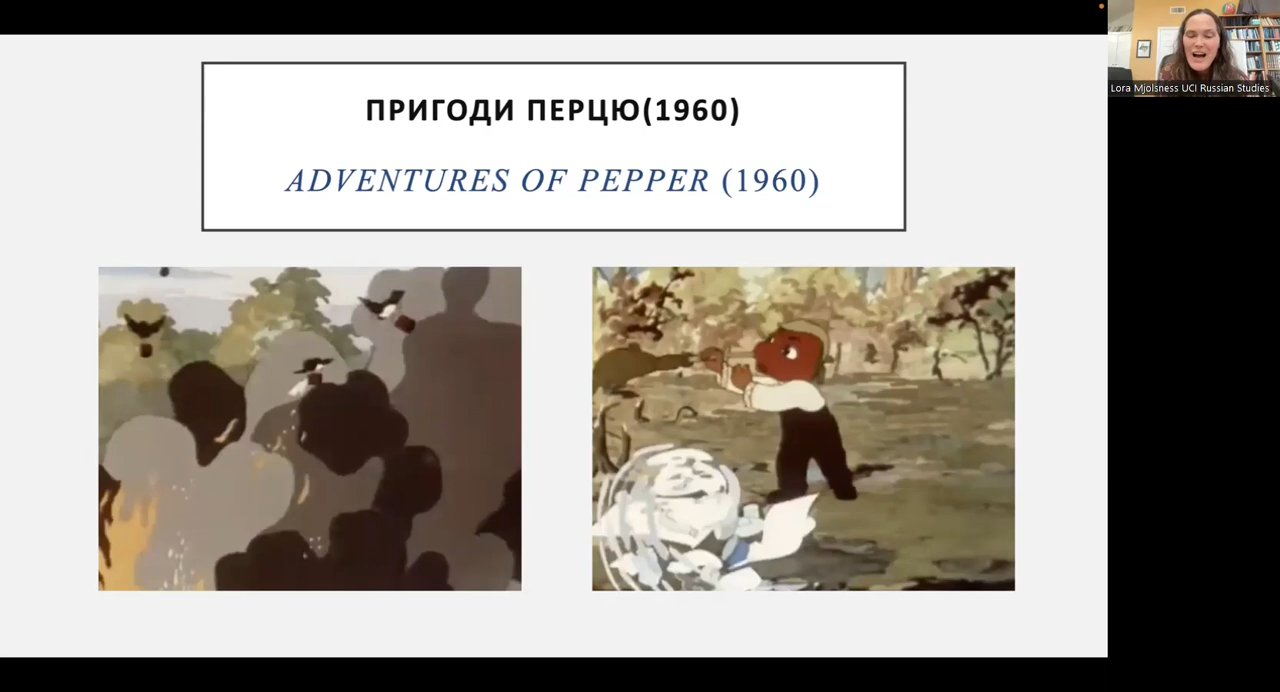 ПРИГОДИ ПЕРЦЮ(1960)
ADVENTURES OF PEPPER (1960)
Lora Mjolsness UCI Russian Studies